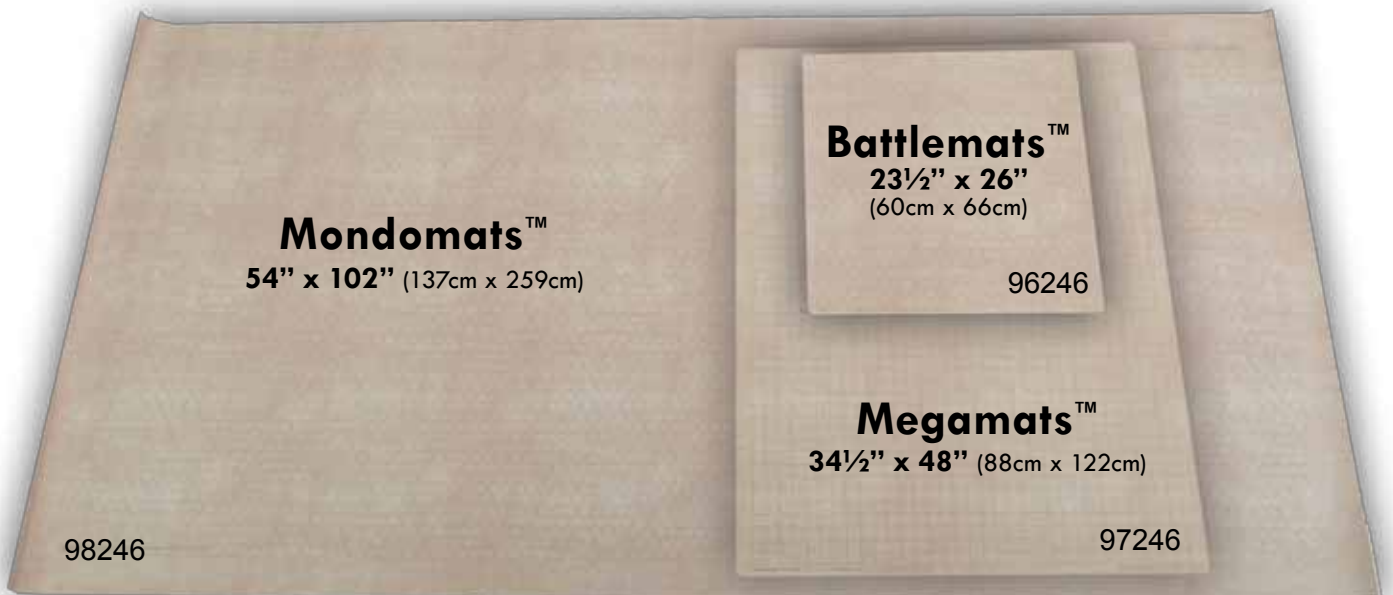 Battlemats™
23½” x 26”
(60cm x 66cm)
96246
Mondomats™
54” x 102” (137cm x 259cm)
Megamats™
34½” x 48” (88cm x 122cm)
98246
97246